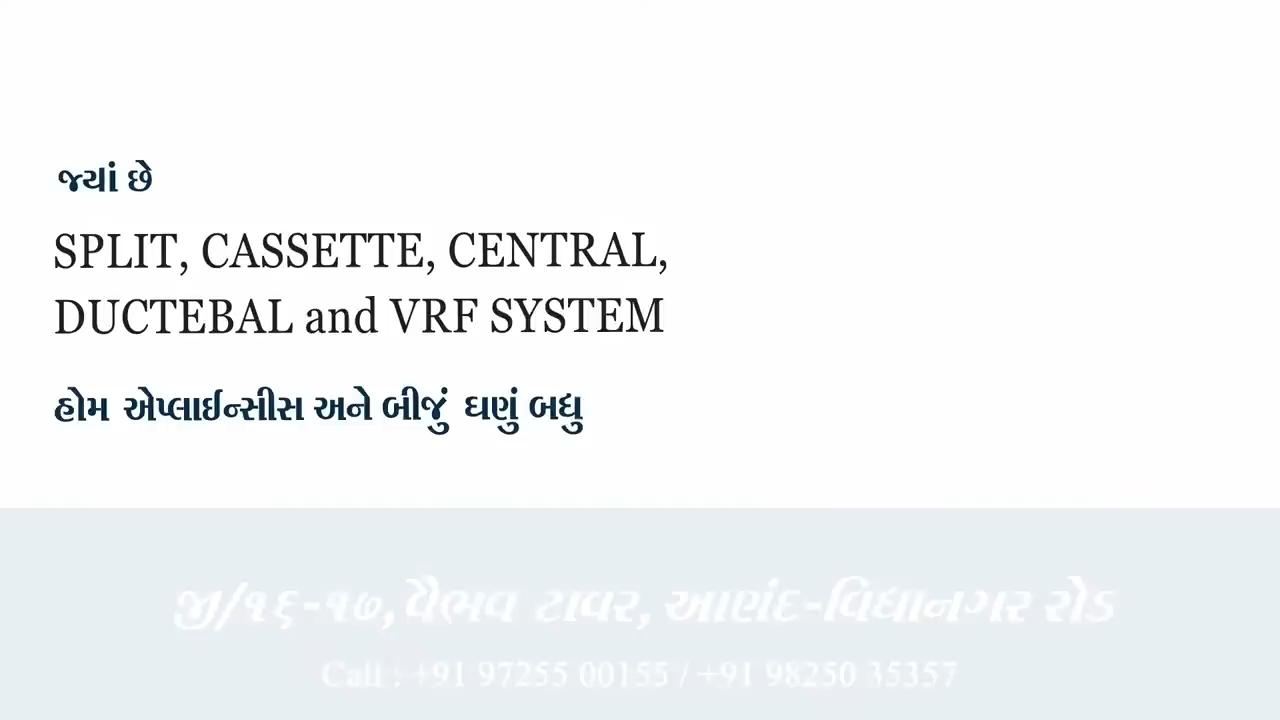 જ્યાં છે
SPLIT, CASSETTE, CENTRAL,
DUCTEBAL and VRF SYSTEM
હોમ એપ્લાઈન્સીસ અને બીજું ઘણું બધુ
જી/૧૬-૧૭, વૈભવ ટાવર, આણંદ-વિદ્યાનગર રોડ
Call : +91 97255 00155 / +91 98250 35357